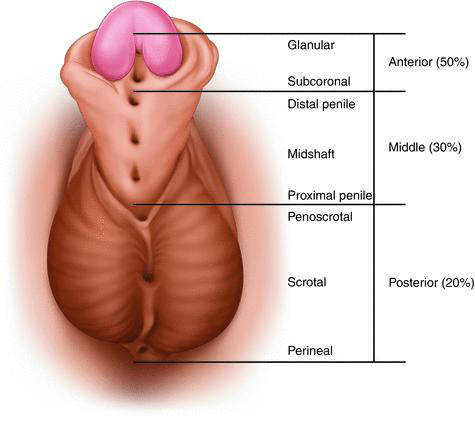 Glanular
Anterior (50%)
Subcoronal
Distal penile
Midshaft
Middle (30%)
Proximal penile
Penoscrotal
Scrotal
Posterior (20%)
Perineal